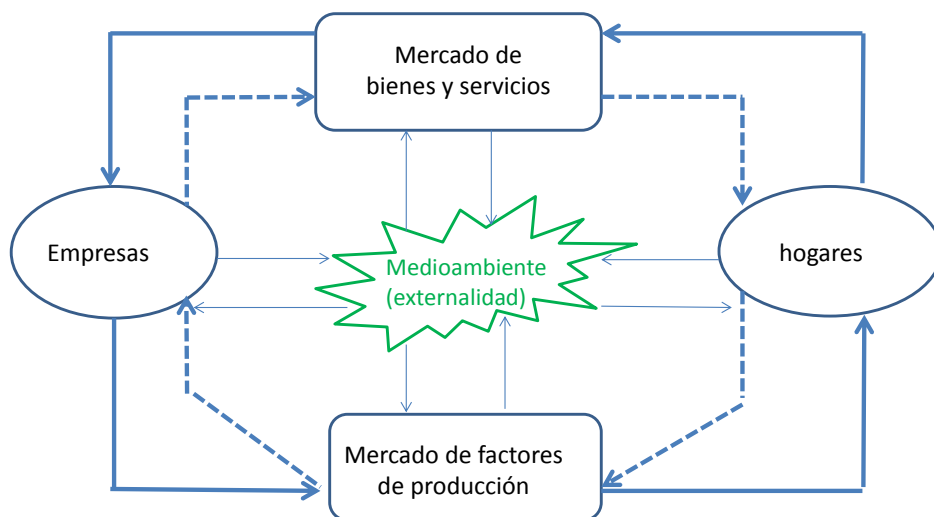 Mercado de
bienes y servicios
Empresas
Medioambiente
(externalidad)
hogares
Mercado de factores
de producción